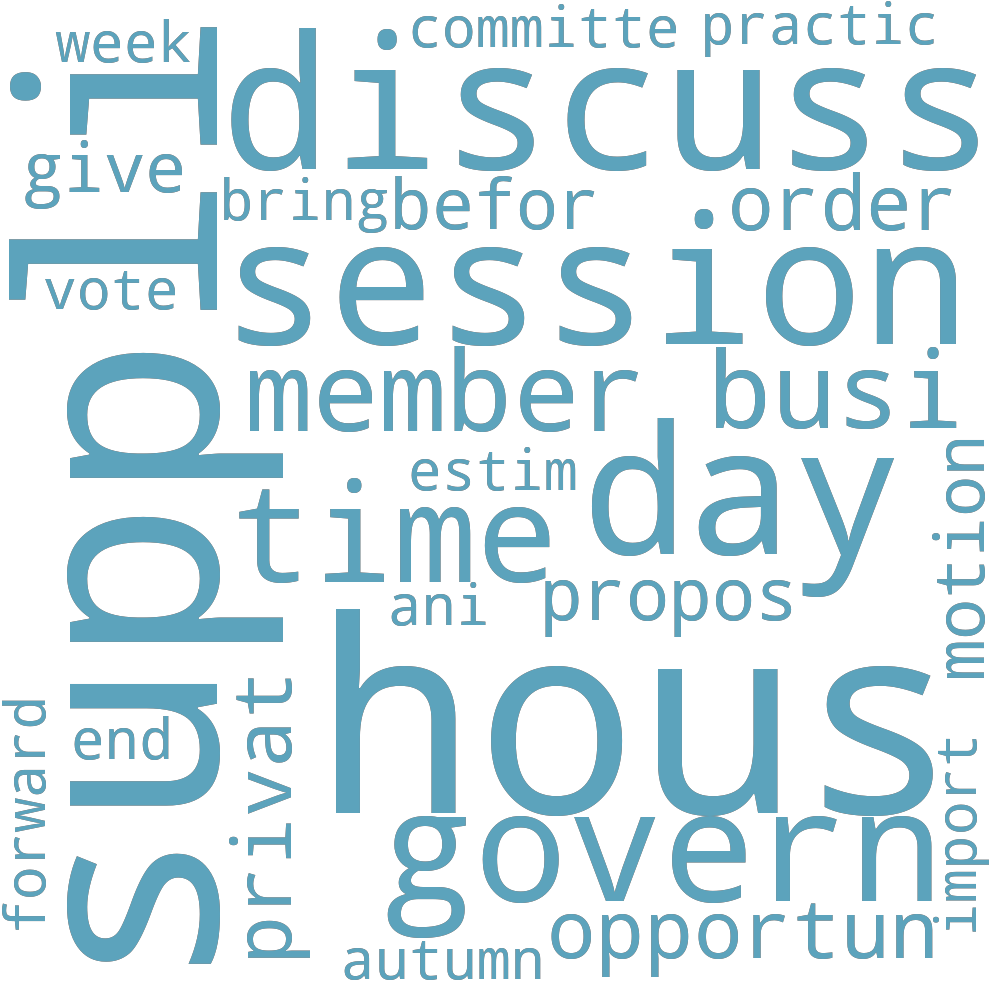 week
committe
practic
discuss
give
suppli
bring
befor
order
vote
session
member
busi
estim
day
time
motion
ani
propos
hous
privat
forward
end
govern
import
opportun
autumn